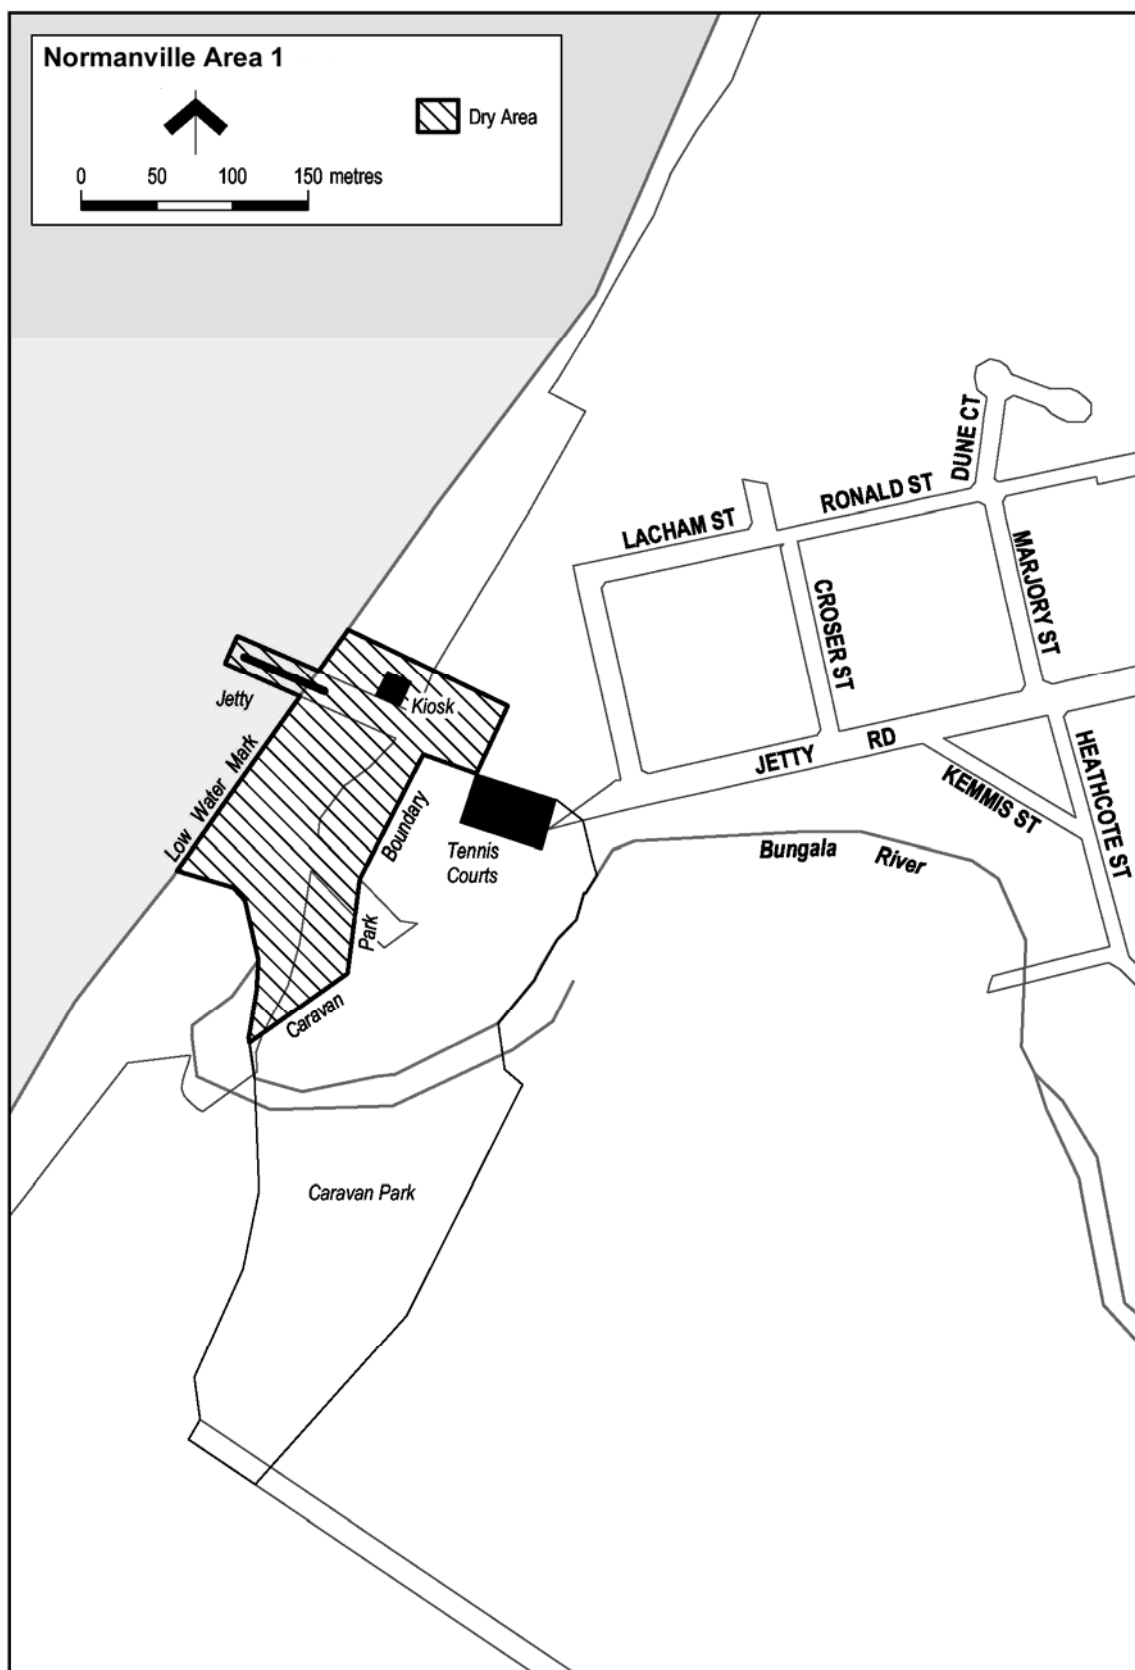 Normanville Area 1
Dry Area
0 50 100 150 metres
DUNE CT
RONALD ST
LACHAM ST
MARJORY ST
CROSER ST
Jetty
Kiosk
JETTY RD
HEATHCOTE ST
KEMMIS ST
Low Water Mark
Boundary
Tennis
Courts
Bungala River
Park
Caravan
Caravan Park